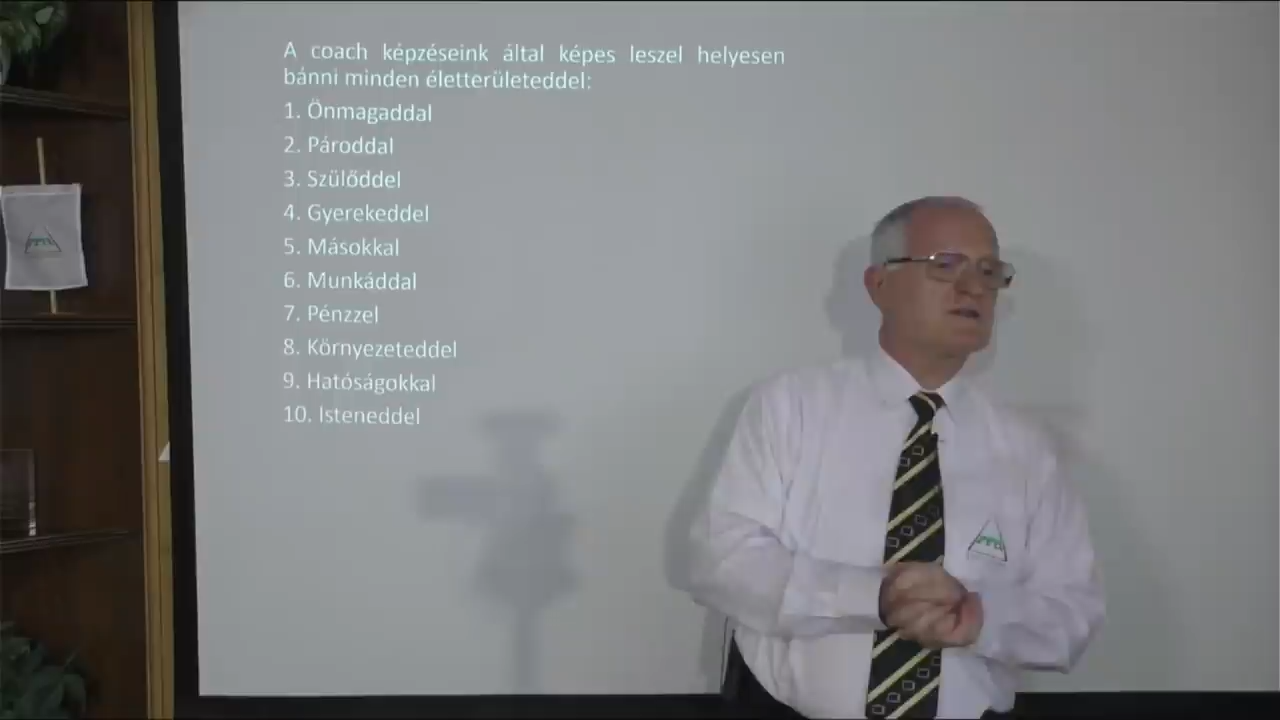 A coach képzéseink által képes leszel helyesen
bánni minden életterületeddel:
1. Önmagaddal
2. Pároddal
3. Szülőddel
4. Gyerekeddel
5. Másokkal
6. Munkáddal
7. Pénzzel
8. Környezeteddel
9. Hatóságokkal
10. Isteneddel